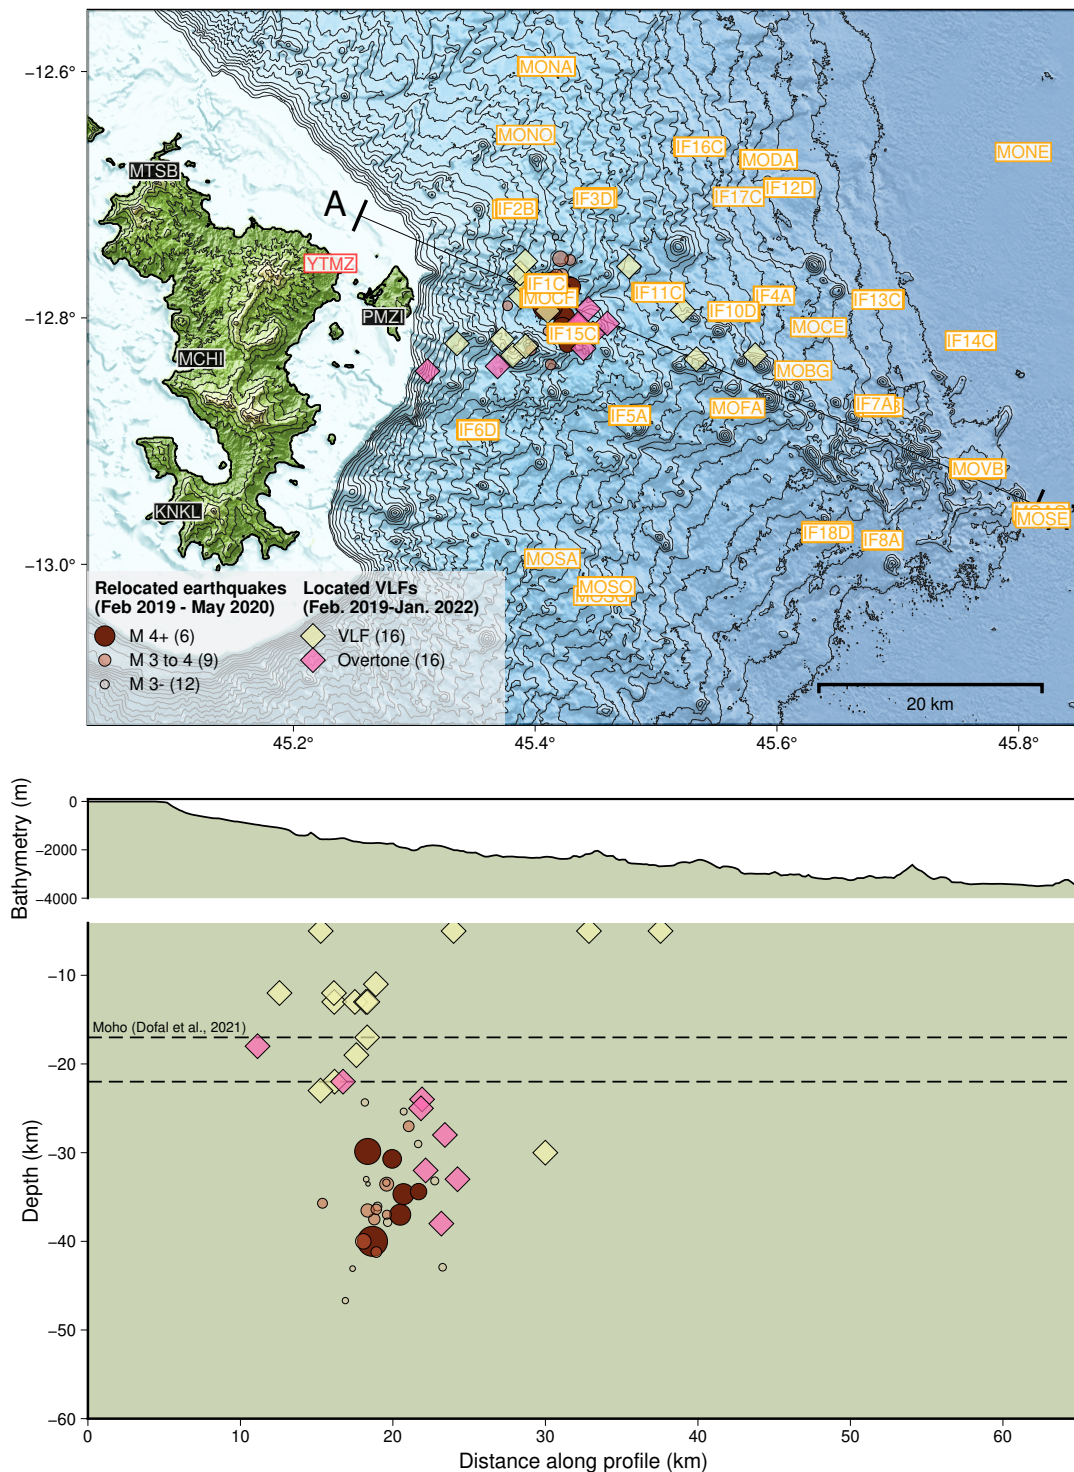 −12.6°
−12.8°
−13.0°
MONA
MONO
IF16C
MODA
MONE
MTSB
IF12D
IF17C
IF3D
IF2B
A
YTMZ
PMZI
IF1C
MOCF
IF11C
IF4A
IF13C
IF10D
MOCE
IF15C
IF14C
MCHI
MOBG
IF7A
MOFA
IF5A
IF6D
MOVB
KNKL
MOSE
IF18D
IF8A
MOSA
MOSO
Relocated earthquakes
(Feb 2019 - May 2020)
M 4+ (6)
M 3 to 4 (9)
M 3- (12)
Located VLFs
(Feb. 2019-Jan. 2022)
VLF (16)
Overtone (16)
20 km
45.2°
45.4°
45.6°
45.8°
Bathymetry (m)
0
−2000
−4000
Depth (km)
−10
−20
−30
−40
−50
−60
Moho (Dofal et al., 2021)
0
10
20
30
40
50
60
Distance along profile (km)